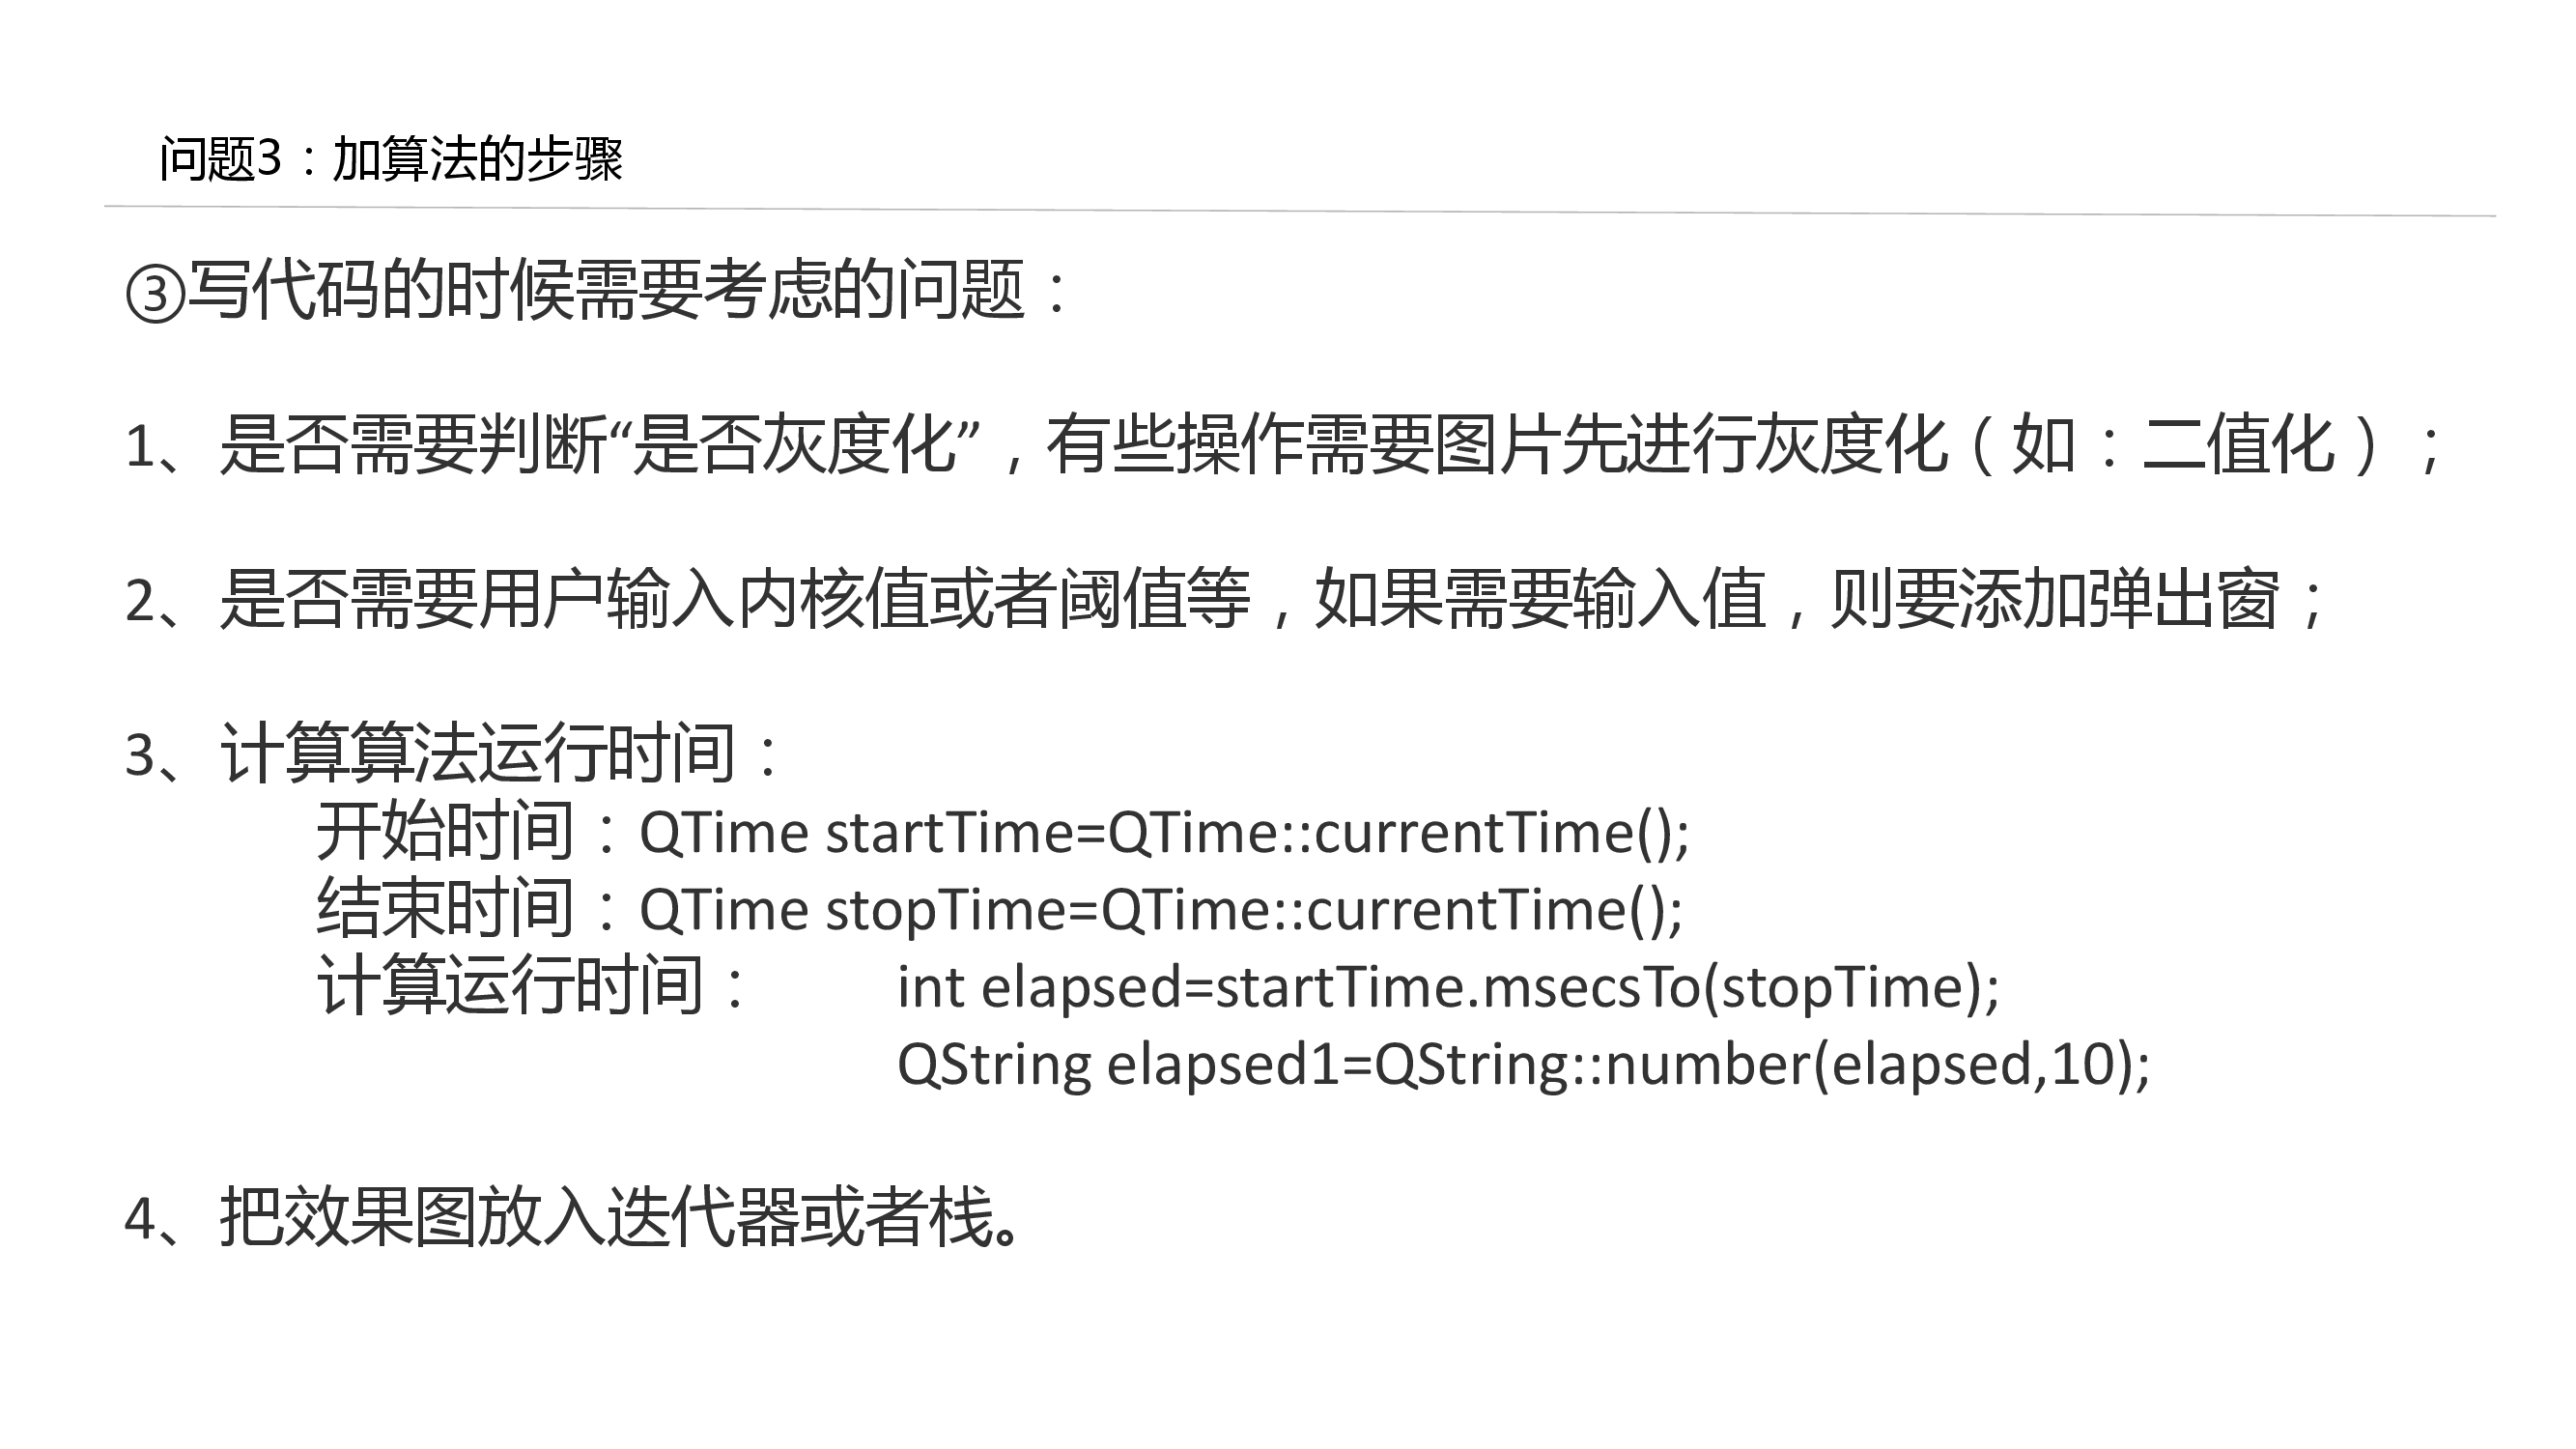 问题3：加算法的步骤
③写代码的时候需要考虑的问题：
1、是否需要判断“是否灰度化”，有些操作需要图片先进行灰度化（如：二值化）；
2、是否需要用户输入内核值或者阈值等，如果需要输入值，则要添加弹出窗；
3、计算算法运行时间：
开始时间：QTime startTime=QTime::currentTime();
结束时间：QTime stopTime=QTime::currentTime();
计算运行时间： int elapsed=startTime.msecsTo(stopTime);
QString elapsed1=QString::number(elapsed,10);
4、把效果图放入迭代器或者栈。